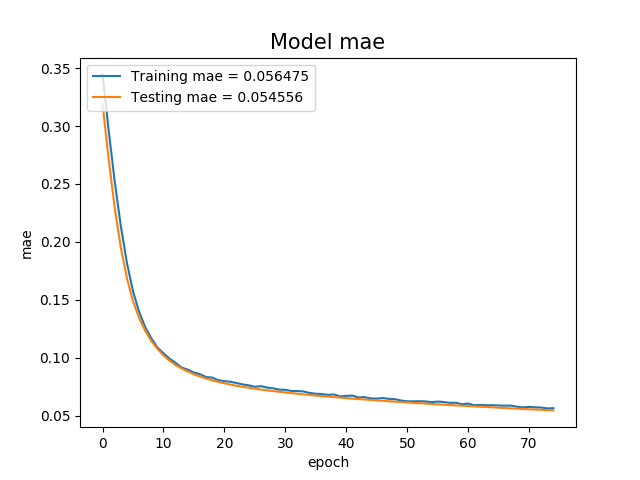 Model mae
Training mae = 0.056475
Testing mae = 0.054556
mae
0.35
0.30
0.25
0.20
0.15
0.10
0.05
0 10 20 30 40 50 60 70
epoch